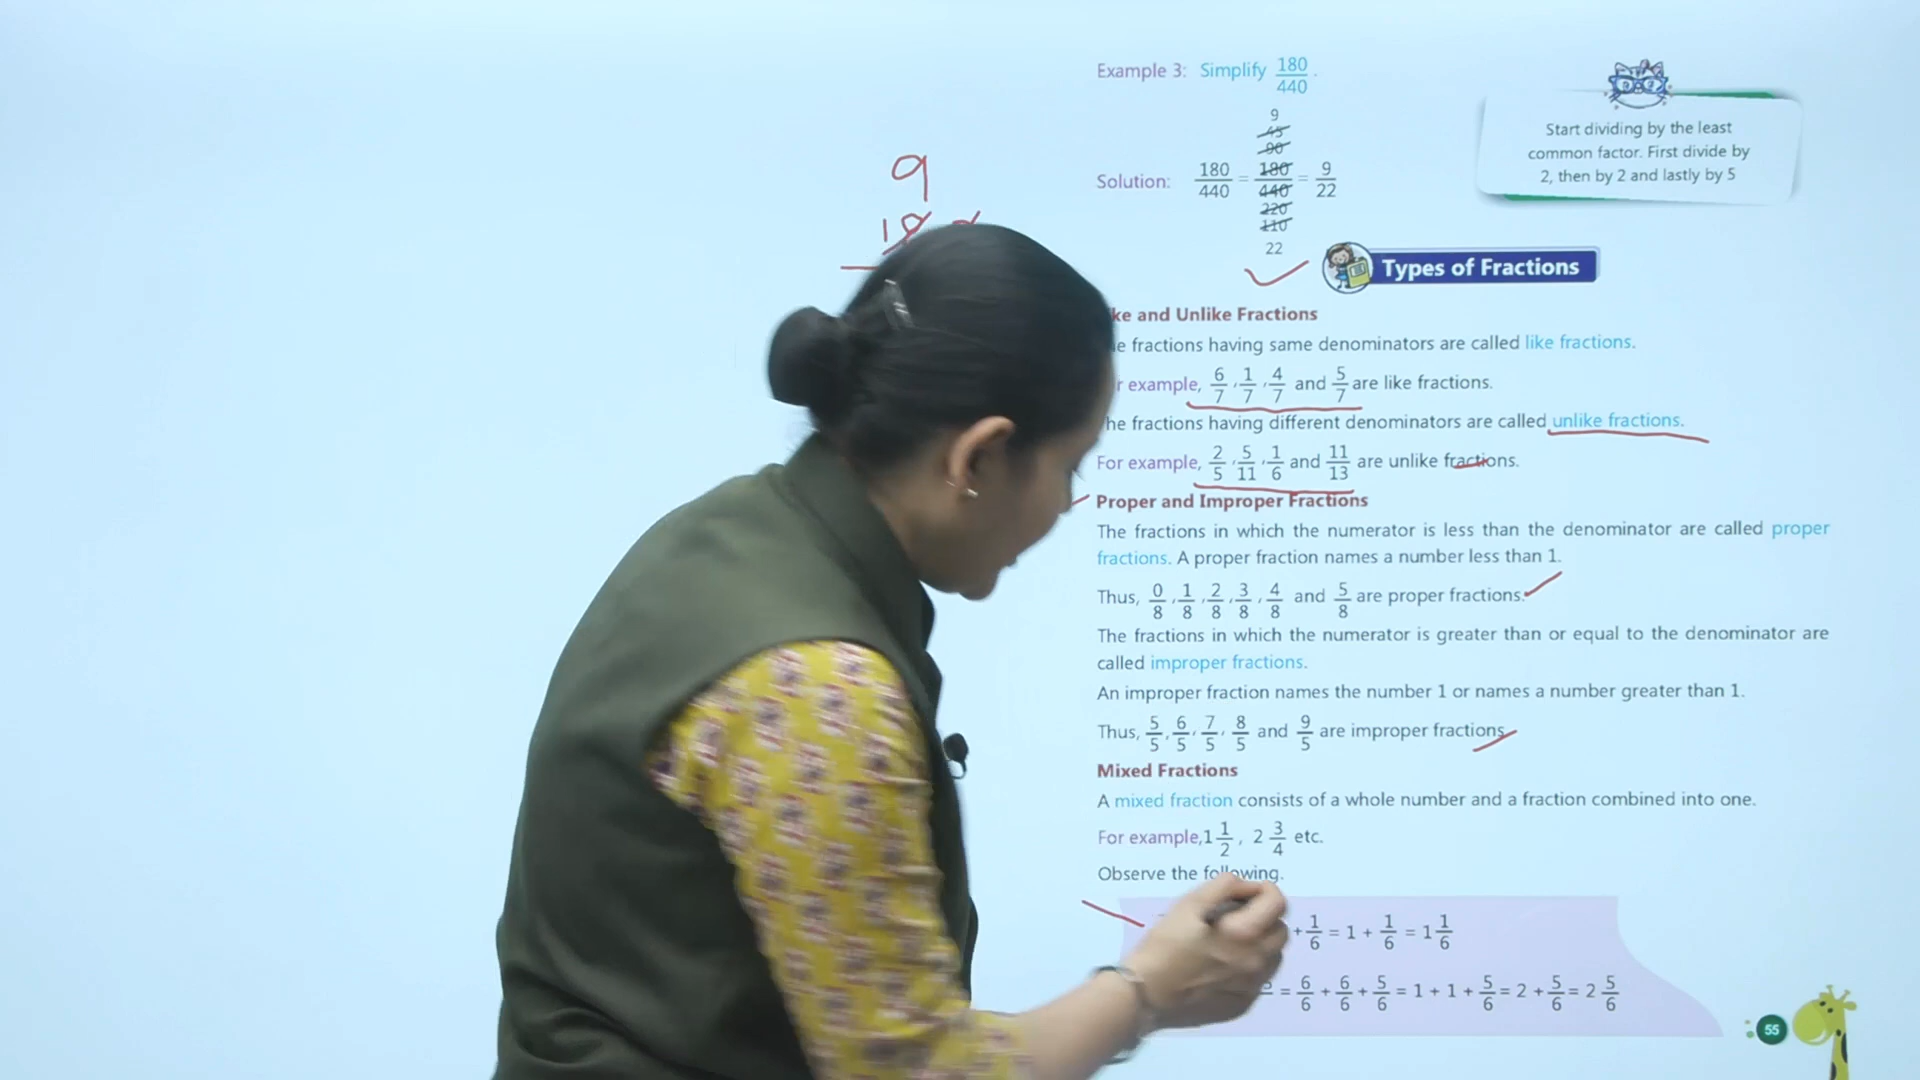 Example 3: Simplify 180/440 .
9
45
90
Solution: 180/440 = 180/440 = 9/22
220
110
22
Start dividing by the least
common factor. First divide by
2, then by 2 and lastly by 5
9
18
Types of Fractions
and Unlike Fractions
fractions having same denominators are called like fractions.
example, 6/7 , 1/7 , 4/7 and 5/7 are like fractions.
fractions having different denominators are called unlike fractions.
For example, 2/5 , 5/11 , 1/6 and 11/13 are unlike fractions.
Proper and Improper Fractions
The fractions in which the numerator is less than the denominator are called proper
fractions. A proper fraction names a number less than 1.
Thus, 0/8 , 1/8 , 2/8 , 3/8 , 4/8 and 5/8 are proper fractions.
The fractions in which the numerator is greater than or equal to the denominator are
called improper fractions.
An improper fraction names the number 1 or names a number greater than 1.
Thus, 5/5 , 6/5 , 7/5 , 8/5 and 9/5 are improper fractions
Mixed Fractions
A mixed fraction consists of a whole number and a fraction combined into one.
For example, 1 1/2 , 2 3/4 etc.
Observe the following.
+ 1/6 = 1 + 1/6 = 1 1/6
= 6/6 + 6/6 + 5/6 = 1 + 1 + 5/6 = 2 + 5/6 = 2 5/6
55